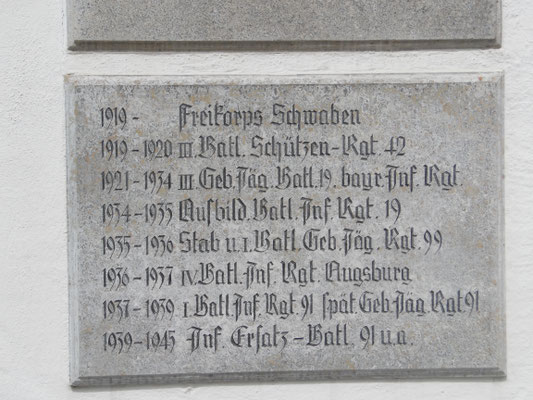 1919 - Freikorps Schwaben
1919 - 1920 III. Batl. Schützen - Rgt. 42
1921 - 1934 III. Geb. Jäg. Batl. 19. bayr. Inf. Rgt.
1934 - 1935 Ausbild. Batl. Inf. Rgt. 19
1935 - 1936 Stab u. I. Batl. Geb. Jäg. Rgt. 99
1936 - 1937 IV. Batl. Inf. Rgt. Augsburg
1937 - 1939 I. Batl. Inf. Rgt. 91 spät. Geb. Jäg. Rgt. 91
1939 - 1945 Inf. Ersatz - Batl. 91 u.a.